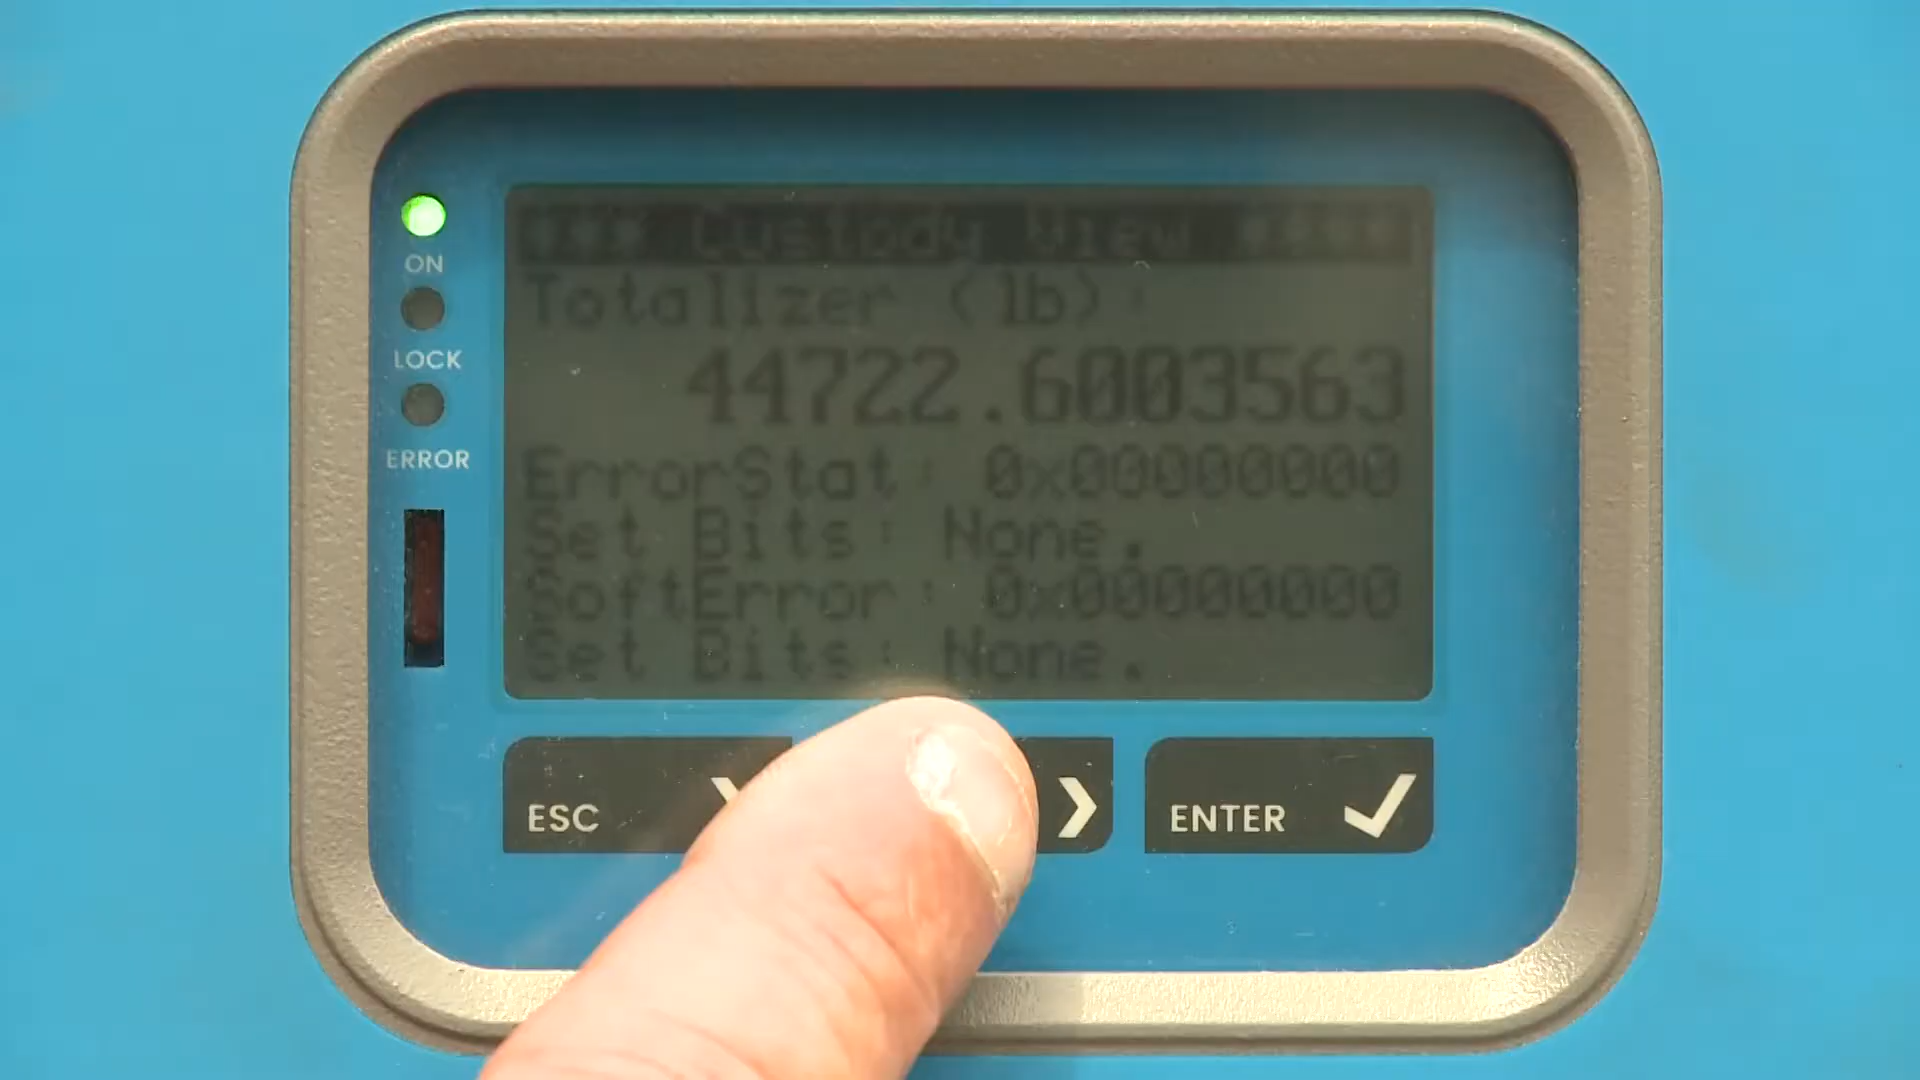 *** Custody View ****
Totalizer (lb):
44722.6003563
ErrorStat: 0x00000000
Set Bits: None.
SoftError: 0x00000000
Set Bits: None.
ON
LOCK
ERROR
ESC
ENTER